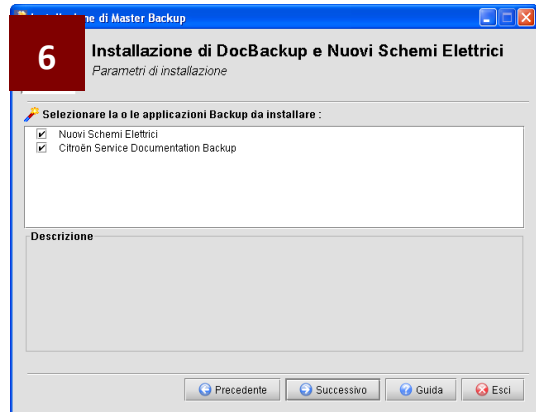 ne di Master Backup
6
Installazione di DocBackup e Nuovi Schemi Elettrici
Parametri di installazione
Selezionare la o le applicazioni Backup da installare :
Nuovi Schemi Elettrici
Citroën Service Documentation Backup
Descrizione
Precedente
Successivo
Guida
Esci